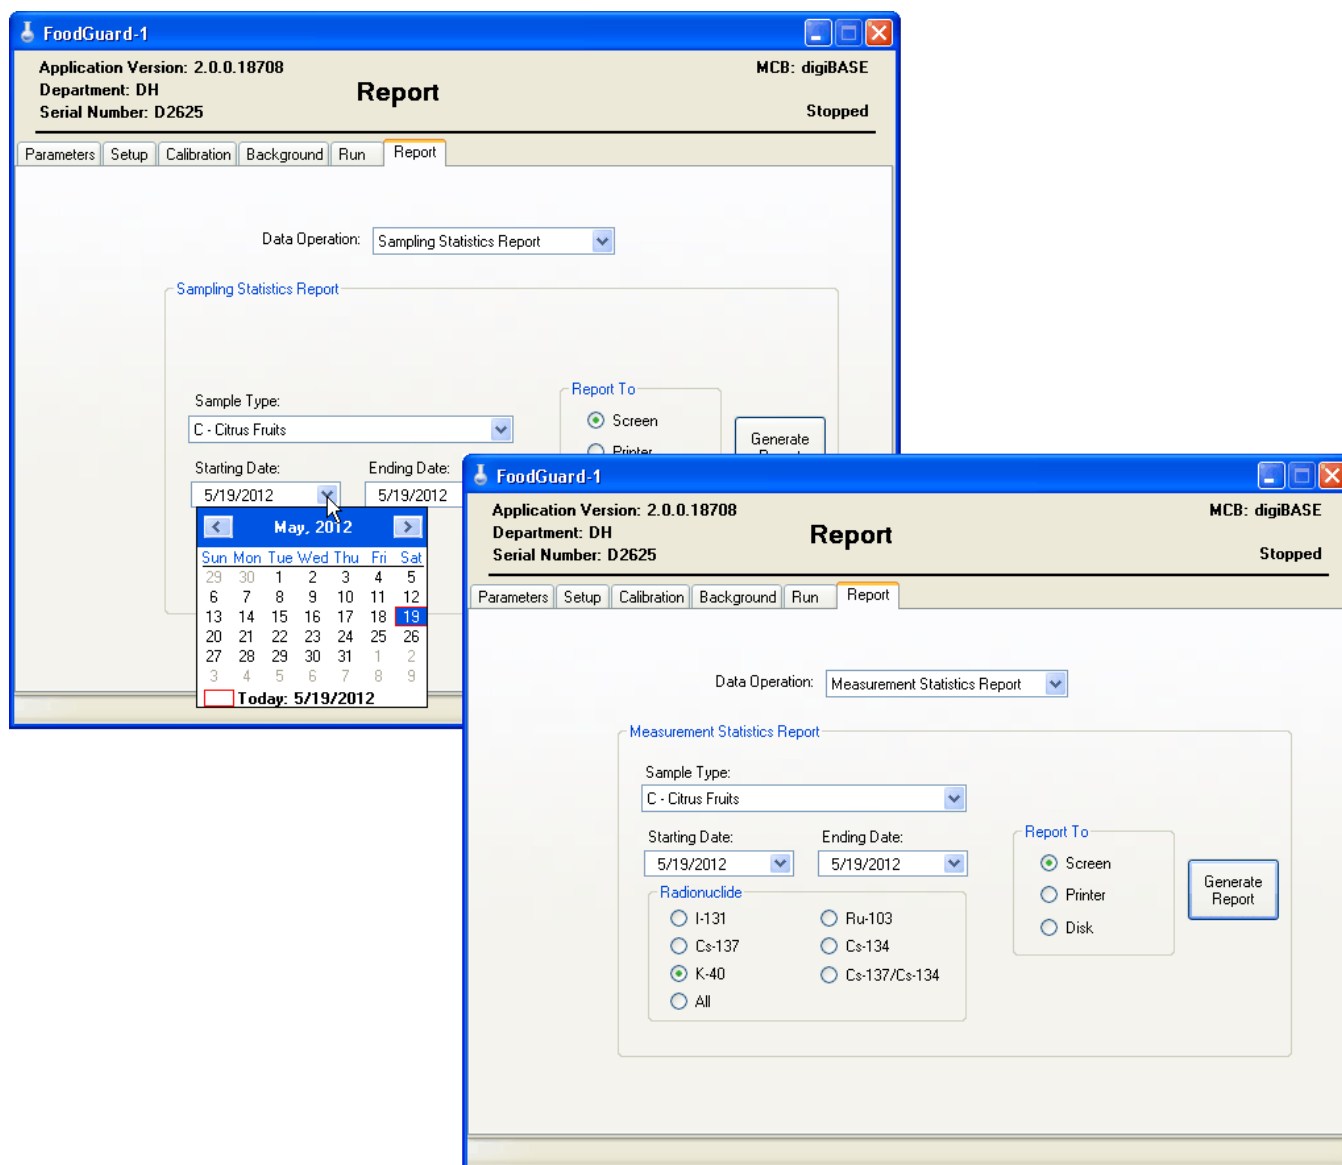 FoodGuard-1
Application Version: 2.0.0.18708
MCB: digiBASE
Department: DH
Report
Serial Number: D2625
Stopped
Parameters Setup Calibration Background Run Report
Data Operation: Sampling Statistics Report
Sampling Statistics Report
Sample Type:
C - Citrus Fruits
Report To
Screen
Printer
Generate
Starting Date: Ending Date:
5/19/2012 5/19/2012
May, 2012
Sun Mon Tue Wed Thu Fri Sat
29 30 1 2 3 4 5
6 7 8 9 10 11 12
13 14 15 16 17 18 19
20 21 22 23 24 25 26
27 28 29 30 31 1 2
3 4 5 6 7 8 9
Today: 5/19/2012
FoodGuard-1
Application Version: 2.0.0.18708
MCB: digiBASE
Department: DH
Report
Serial Number: D2625
Stopped
Parameters Setup Calibration Background Run Report
Data Operation: Measurement Statistics Report
Measurement Statistics Report
Sample Type:
C - Citrus Fruits
Starting Date: Ending Date:
5/19/2012 5/19/2012
Radionuclide
I-131 Ru-103
Cs-137 Cs-134
K-40 Cs-137/Cs-134
All
Report To
Screen
Printer
Disk
Generate
Report